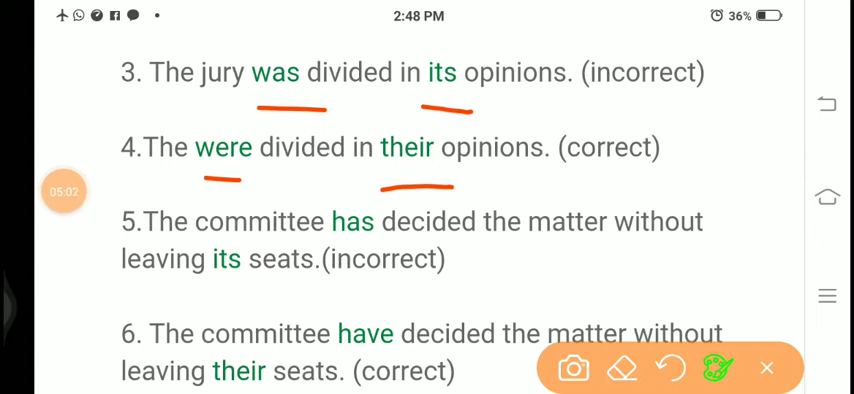 2:48 PM
36%
3. The jury was divided in its opinions. (incorrect)
4.The were divided in their opinions. (correct)
05:02
5.The committee has decided the matter without
leaving its seats.(incorrect)
6. The committee have decided the matter without
leaving their seats. (correct)